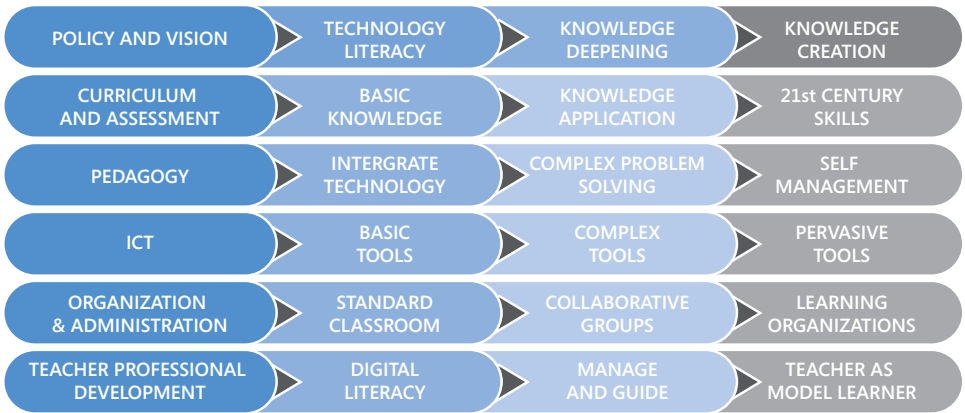 POLICY AND VISION
TECHNOLOGY
LITERACY
KNOWLEDGE
DEEPENING
KNOWLEDGE
CREATION
CURRICULUM
AND ASSESSMENT
BASIC
KNOWLEDGE
KNOWLEDGE
APPLICATION
21st CENTURY
SKILLS
PEDAGOGY
INTERGRATE
TECHNOLOGY
COMPLEX PROBLEM
SOLVING
SELF
MANAGEMENT
ICT
BASIC
TOOLS
COMPLEX
TOOLS
PERVASIVE
TOOLS
ORGANIZATION
& ADMINISTRATION
STANDARD
CLASSROOM
COLLABORATIVE
GROUPS
LEARNING
ORGANIZATIONS
TEACHER PROFESSIONAL
DEVELOPMENT
DIGITAL
LITERACY
MANAGE
AND GUIDE
TEACHER AS
MODEL LEARNER